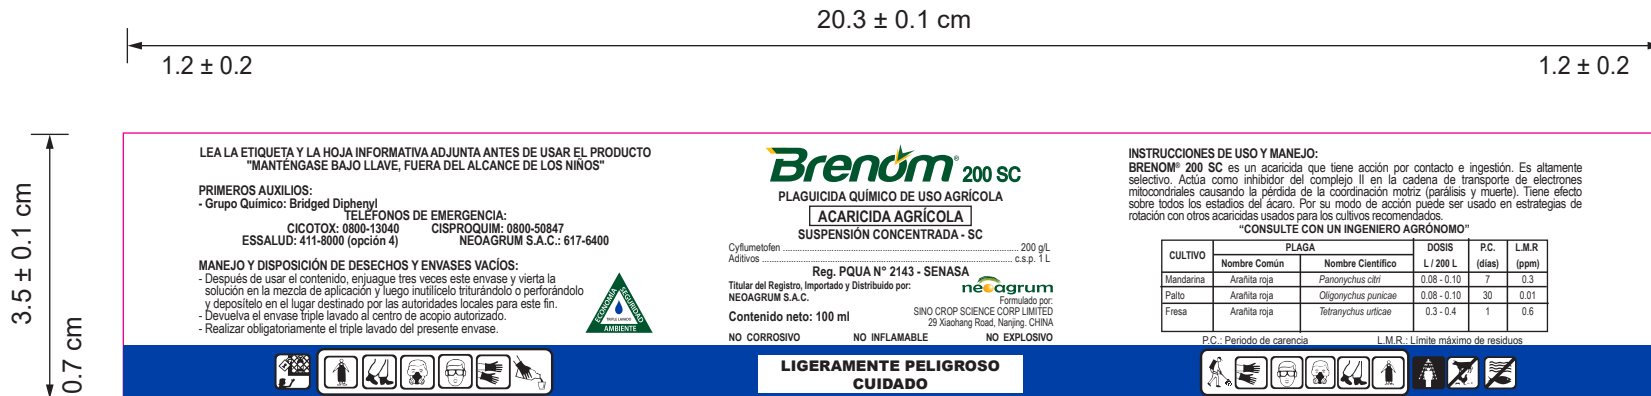 20.3 ± 0.1 cm
1.2 ± 0.2
1.2 ± 0.2
3.5 ± 0.1 cm
0.7 cm
LEA LA ETIQUETA Y LA HOJA INFORMATIVA ADJUNTA ANTES DE USAR EL PRODUCTO
"MANTÉNGASE BAJO LLAVE, FUERA DEL ALCANCE DE LOS NIÑOS"
PRIMEROS AUXILIOS:
- Grupo Químico: Bridged Diphenyl
TELÉFONOS DE EMERGENCIA:
CICOTOX: 0800-13040 CISPROQUIM: 0800-50847
ESSALUD: 411-8000 (opción 4) NEOAGRUM S.A.C.: 617-6400
MANEJO Y DISPOSICIÓN DE DESECHOS Y ENVASES VACÍOS:
- Después de usar el contenido, enjuague tres veces este envase y vierta la
solución en la mezcla de aplicación y luego inutilícelo triturándolo o perforándolo
y deposítelo en el lugar destinado por las autoridades locales para este fin.
- Devuelva el envase triple lavado al centro de acopio autorizado.
- Realizar obligatoriamente el triple lavado del presente envase.
ECONOMIA
SEGURIDAD
TRIPLE LAVADO
AMBIENTE
Brenom® 200 SC
PLAGUICIDA QUÍMICO DE USO AGRÍCOLA
ACARICIDA AGRÍCOLA
SUSPENSIÓN CONCENTRADA - SC
Cyflumetofen ........ 200 g/L
Aditivos ........ c.s.p. 1 L
Reg. PQUA N° 2143 - SENASA
Titular del Registro, Importado y Distribuido por:
NEOAGRUM S.A.C.
neoagrum
Formulado por:
SINO CROP SCIENCE CORP LIMITED
29 Xiaohang Road, Nanjing. CHINA
Contenido neto: 100 ml
NO CORROSIVO NO INFLAMABLE NO EXPLOSIVO
LIGERAMENTE PELIGROSO
CUIDADO
INSTRUCCIONES DE USO Y MANEJO:
BRENOM® 200 SC es un acaricida que tiene acción por contacto e ingestión. Es altamente
selectivo. Actúa como inhibidor del complejo II en la cadena de transporte de electrones
mitocondriales causando la pérdida de la coordinación motriz (parálisis y muerte). Tiene efecto
sobre todos los estadios del ácaro. Por su modo de acción puede ser usado en estrategias de
rotación con otros acaricidas usados para los cultivos recomendados.
“CONSULTE CON UN INGENIERO AGRÓNOMO”
CULTIVO PLAGA DOSIS P.C. L.M.R
Nombre Común Nombre Científico L / 200 L (días) (ppm)
Mandarina Arañita roja Panonychus citri 0.08 - 0.10 7 0.3
Palto Arañita roja Oligonychus punicae 0.08 - 0.10 30 0.01
Fresa Arañita roja Tetranychus urticae 0.3 - 0.4 1 0.6
P.C.: Periodo de carencia L.M.R.: Límite máximo de residuos